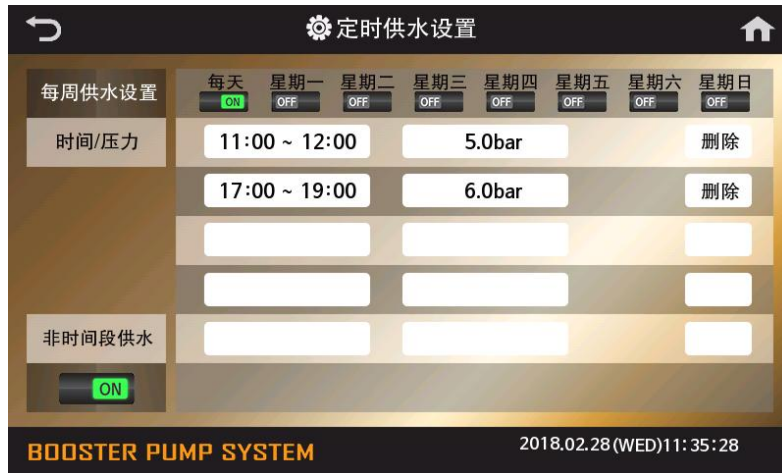 定时供水设置
每周供水设置
每天 星期一 星期二 星期三 星期四 星期五 星期六 星期日
ON OFF OFF OFF OFF OFF OFF OFF
时间/压力 11:00 ~ 12:00 5.0bar 删除
17:00 ~ 19:00 6.0bar 删除
非时间段供水
ON
BOOSTER PUMP SYSTEM 2018.02.28(WED)11:35:28